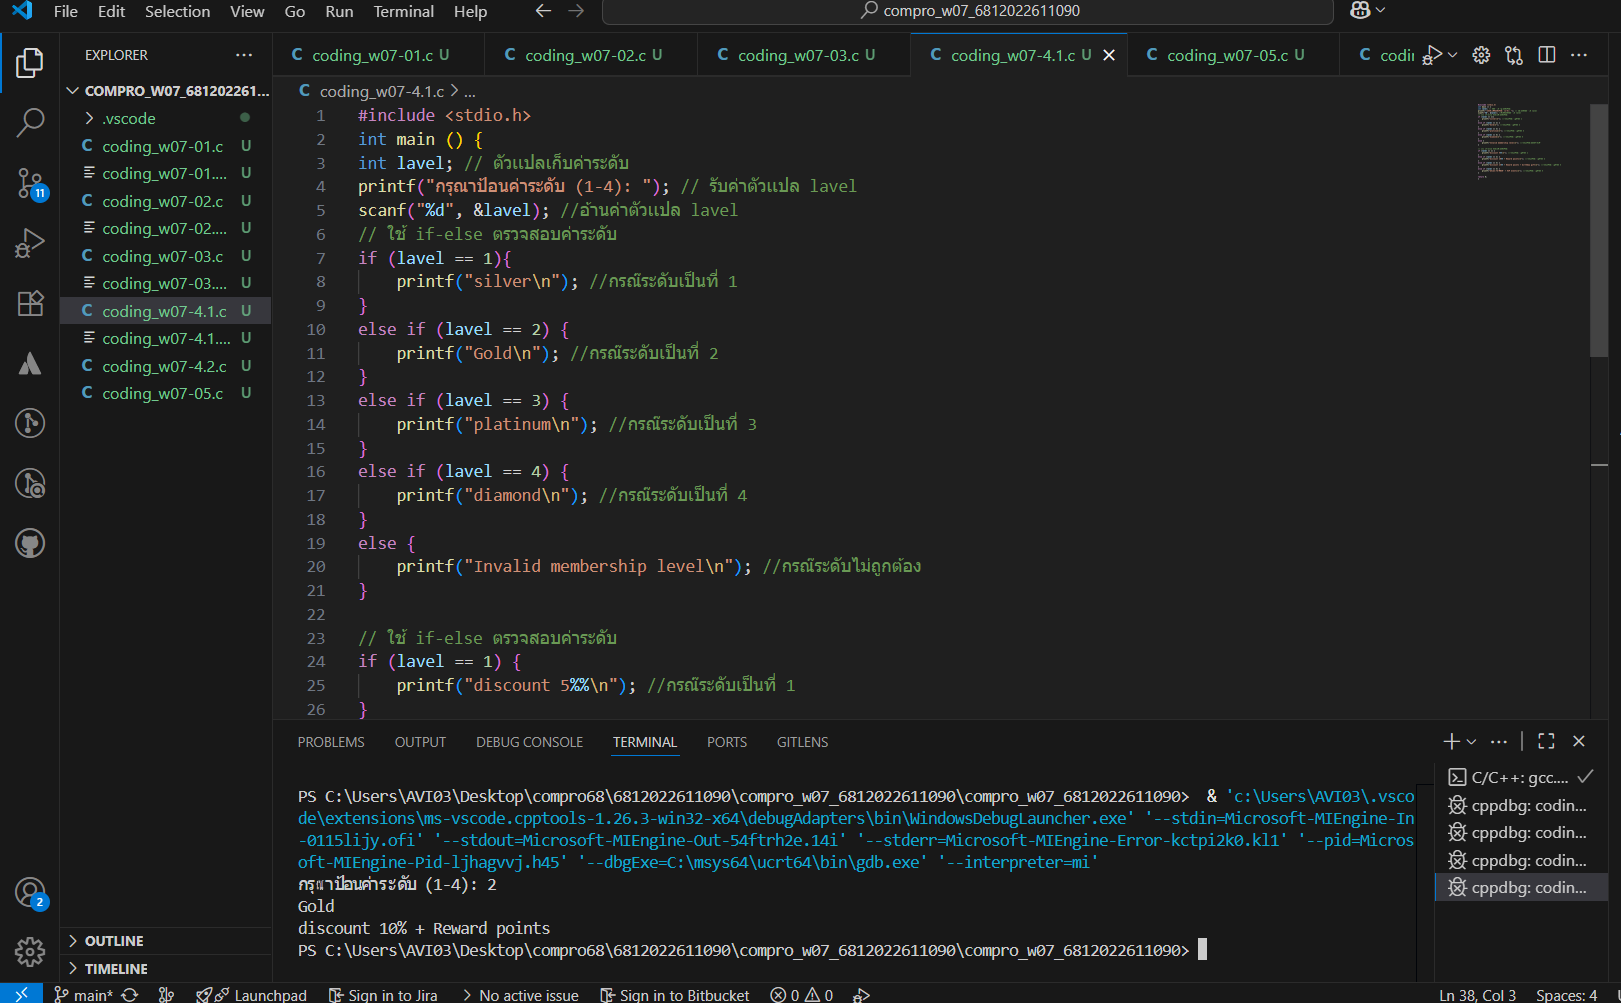 File Edit Selection View Go Run Terminal Help
compro_w07_6812022611090
EXPLORER
COMPRO_W07_681202261...
.vscode
C coding_w07-01.c U
coding_w07-01.... U
C coding_w07-02.c U
coding_w07-02.... U
C coding_w07-03.c U
coding_w07-03.... U
C coding_w07-4.1.c U
coding_w07-4.1.... U
C coding_w07-4.2.c U
C coding_w07-05.c U
OUTLINE
TIMELINE
11
2
C coding_w07-01.c U C coding_w07-02.c U C coding_w07-03.c U C coding_w07-4.1.c U C coding_w07-05.c U C codii
C coding_w07-4.1.c > ...
1 #include <stdio.h>
2 int main () {
3 int lavel; // ตัวแปลเก็บค่าระดับ
4 printf("กรุณาป้อนค่าระดับ (1-4): "); // รับค่าตัวแปล lavel
5 scanf("%d", &lavel); //อ้านค่าตัวแปล lavel
6 // ใช้ if-else ตรวจสอบค่าระดับ
7 if (lavel == 1){
8 printf("silver\n"); //กรณ๊ระดับเป็นที่ 1
9 }
10 else if (lavel == 2) {
11 printf("Gold\n"); //กรณ๊ระดับเป็นที่ 2
12 }
13 else if (lavel == 3) {
14 printf("platinum\n"); //กรณ๊ระดับเป็นที่ 3
15 }
16 else if (lavel == 4) {
17 printf("diamond\n"); //กรณ๊ระดับเป็นที่ 4
18 }
19 else {
20 printf("Invalid membership level\n"); //กรณ๊ระดับไม่ถูกต้อง
21 }
22
23 // ใช้ if-else ตรวจสอบค่าระดับ
24 if (lavel == 1) {
25 printf("discount 5%%\n"); //กรณ๊ระดับเป็นที่ 1
26 }
PROBLEMS OUTPUT DEBUG CONSOLE TERMINAL PORTS GITLENS
PS C:\Users\AVI03\Desktop\compro68\6812022611090\compro_w07_6812022611090\compro_w07_6812022611090> & 'c:\Users\AVI03\.vsco
de\extensions\ms-vscode.cpptools-1.26.3-win32-x64\debugAdapters\bin\WindowsDebugLauncher.exe' '--stdin=Microsoft-MIEngine-In
-0115lijy.ofi' '--stdout=Microsoft-MIEngine-Out-54ftrh2e.14i' '--stderr=Microsoft-MIEngine-Error-kctpi2k0.kl1' '--pid=Micros
oft-MIEngine-Pid-ljhagvvj.h45' '--dbgExe=C:\msys64\ucrt64\bin\gdb.exe' '--interpreter=mi'
กรุณาป้อนค่าระดับ (1-4): 2
Gold
discount 10% + Reward points
PS C:\Users\AVI03\Desktop\compro68\6812022611090\compro_w07_6812022611090\compro_w07_6812022611090>
C/C++: gcc....
cppdbg: codin...
cppdbg: codin...
cppdbg: codin...
cppdbg: codin...
main* Launchpad Sign in to Jira No active issue Sign in to Bitbucket 0 0 Ln 38, Col 3 Spaces: 4